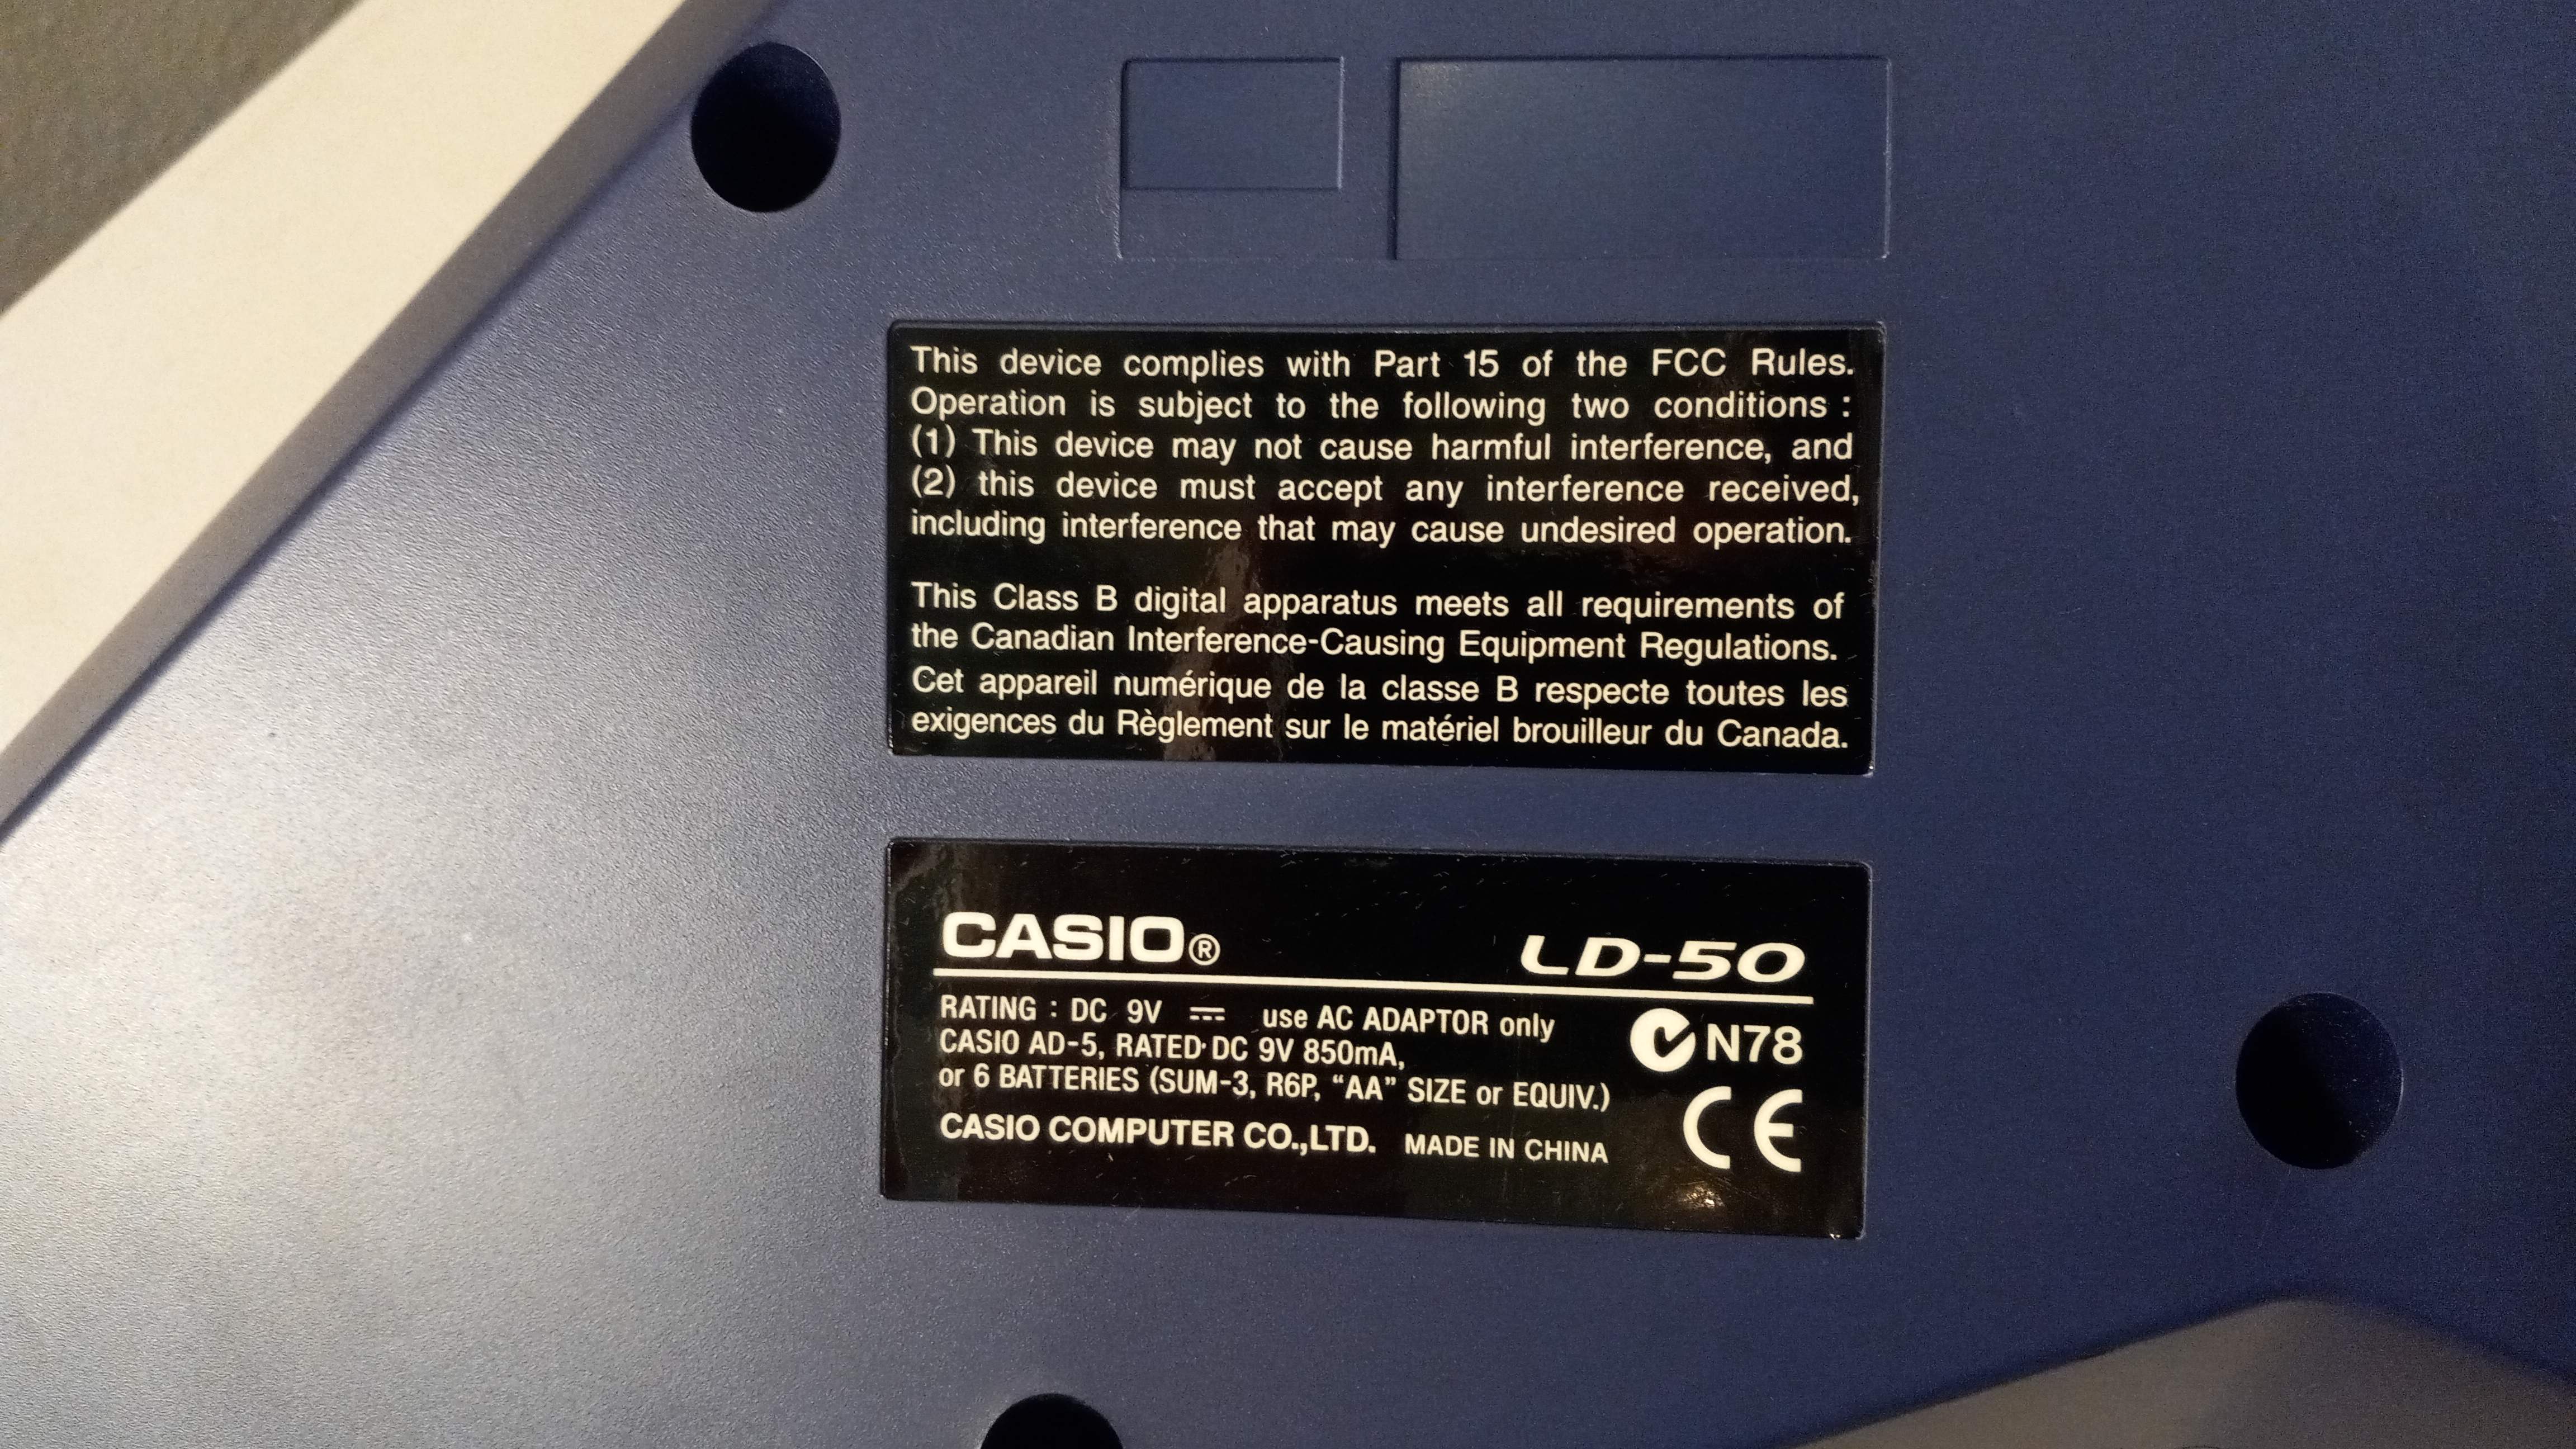 This device complies with Part 15 of the FCC Rules.
Operation is subject to the following two conditions :
(1) This device may not cause harmful interference, and
(2) this device must accept any interference received,
including interference that may cause undesired operation.
This Class B digital apparatus meets all requirements of
the Canadian Interference-Causing Equipment Regulations.
Cet appareil numérique de la classe B respecte toutes les
exigences du Règlement sur le matériel brouilleur du Canada.
CASIO® LD-50
RATING : DC 9V ⎓ use AC ADAPTOR only
CASIO AD-5, RATED DC 9V 850mA,
or 6 BATTERIES (SUM-3, R6P, “AA” SIZE or EQUIV.)
N78
CE
CASIO COMPUTER CO.,LTD. MADE IN CHINA